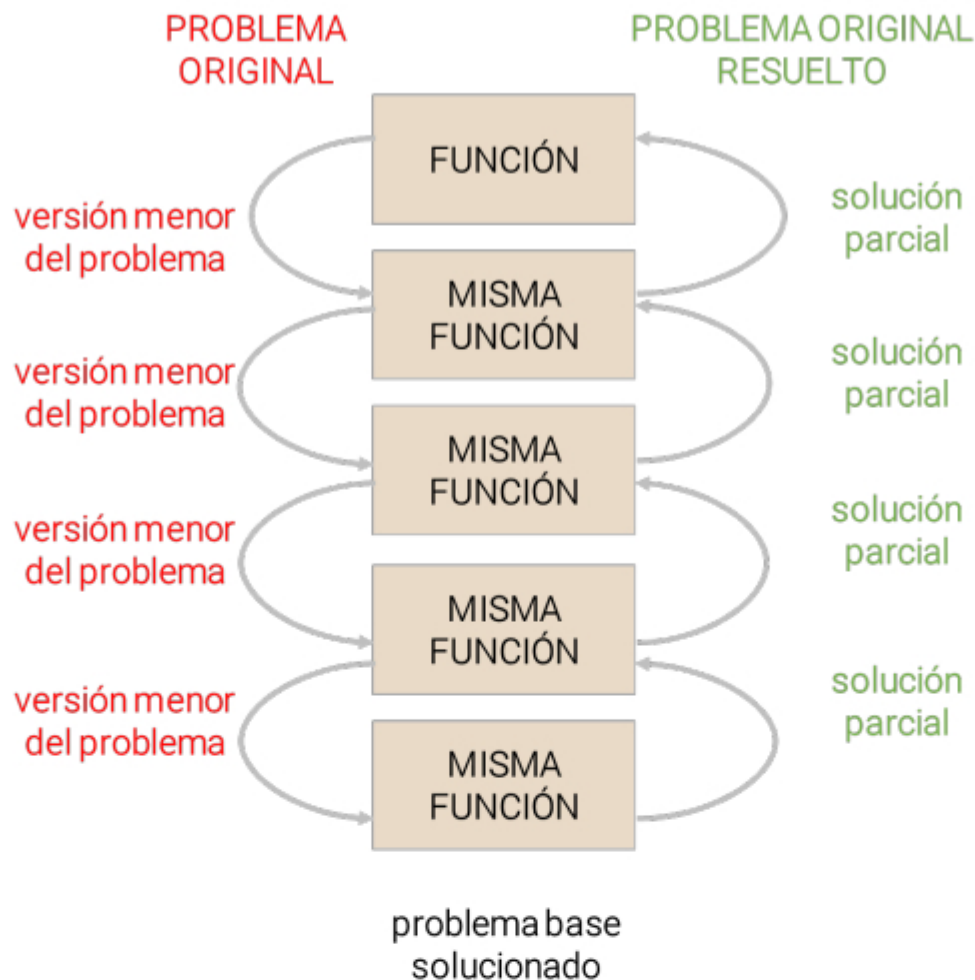 PROBLEMA
ORIGINAL
PROBLEMA ORIGINAL
RESUELTO
FUNCIÓN
versión menor
del problema
solución
parcial
MISMA
FUNCIÓN
versión menor
del problema
solución
parcial
MISMA
FUNCIÓN
versión menor
del problema
solución
parcial
MISMA
FUNCIÓN
versión menor
del problema
solución
parcial
MISMA
FUNCIÓN
problema base
solucionado